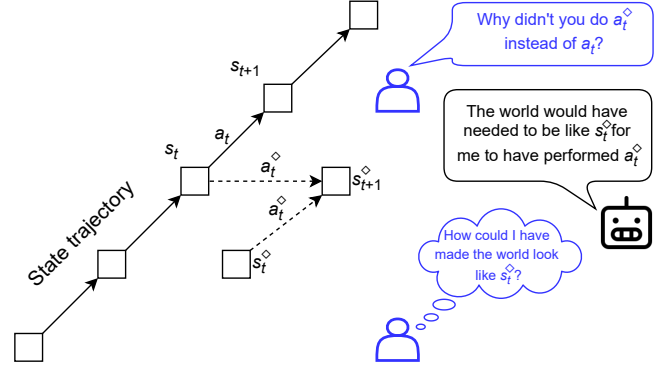 Why didn't you do a_t^◇
instead of a_t?
s_{t+1}
The world would have
needed to be like s_t^◇ for
me to have performed a_t^◇
a_t
s_t
a_t^◇
s_{t+1}^◇
a_t^◇
State trajectory
How could I have
made the world look
like s_t^◇?
s_t^◇